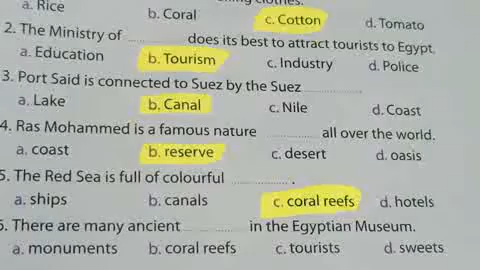 clothes.
a. Rice b. Coral c. Cotton d. Tomato
2. The Ministry of ............ does its best to attract tourists to Egypt.
a. Education b. Tourism c. Industry d. Police
3. Port Said is connected to Suez by the Suez ............
a. Lake b. Canal c. Nile d. Coast
4. Ras Mohammed is a famous nature ............ all over the world.
a. coast b. reserve c. desert d. oasis
5. The Red Sea is full of colourful ............ .
a. ships b. canals c. coral reefs d. hotels
6. There are many ancient ............ in the Egyptian Museum.
a. monuments b. coral reefs c. tourists d. sweets